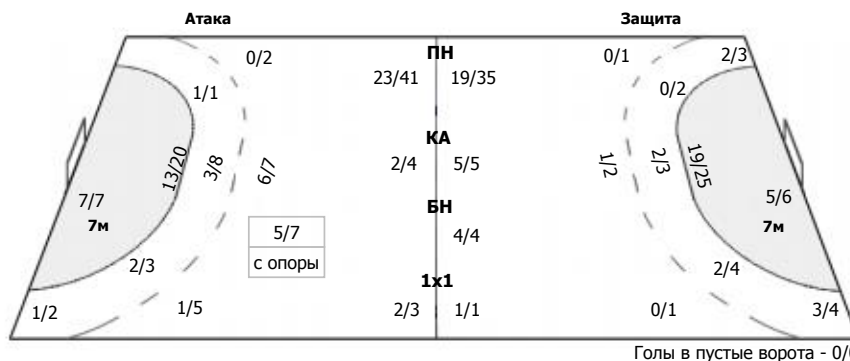 Атака Защита
0/2 ПН 0/1 2/3
23/41 19/35
1/1 0/2
КА
13/20 3/8 6/7 2/4 5/5 1/2 2/3 19/25
7/7 БН 5/6
7м 7м
5/7 4/4
с опоры
2/3 2/4
1х1
1/2 1/5 2/3 1/1 0/1 3/4
Голы в пустые ворота - 0/